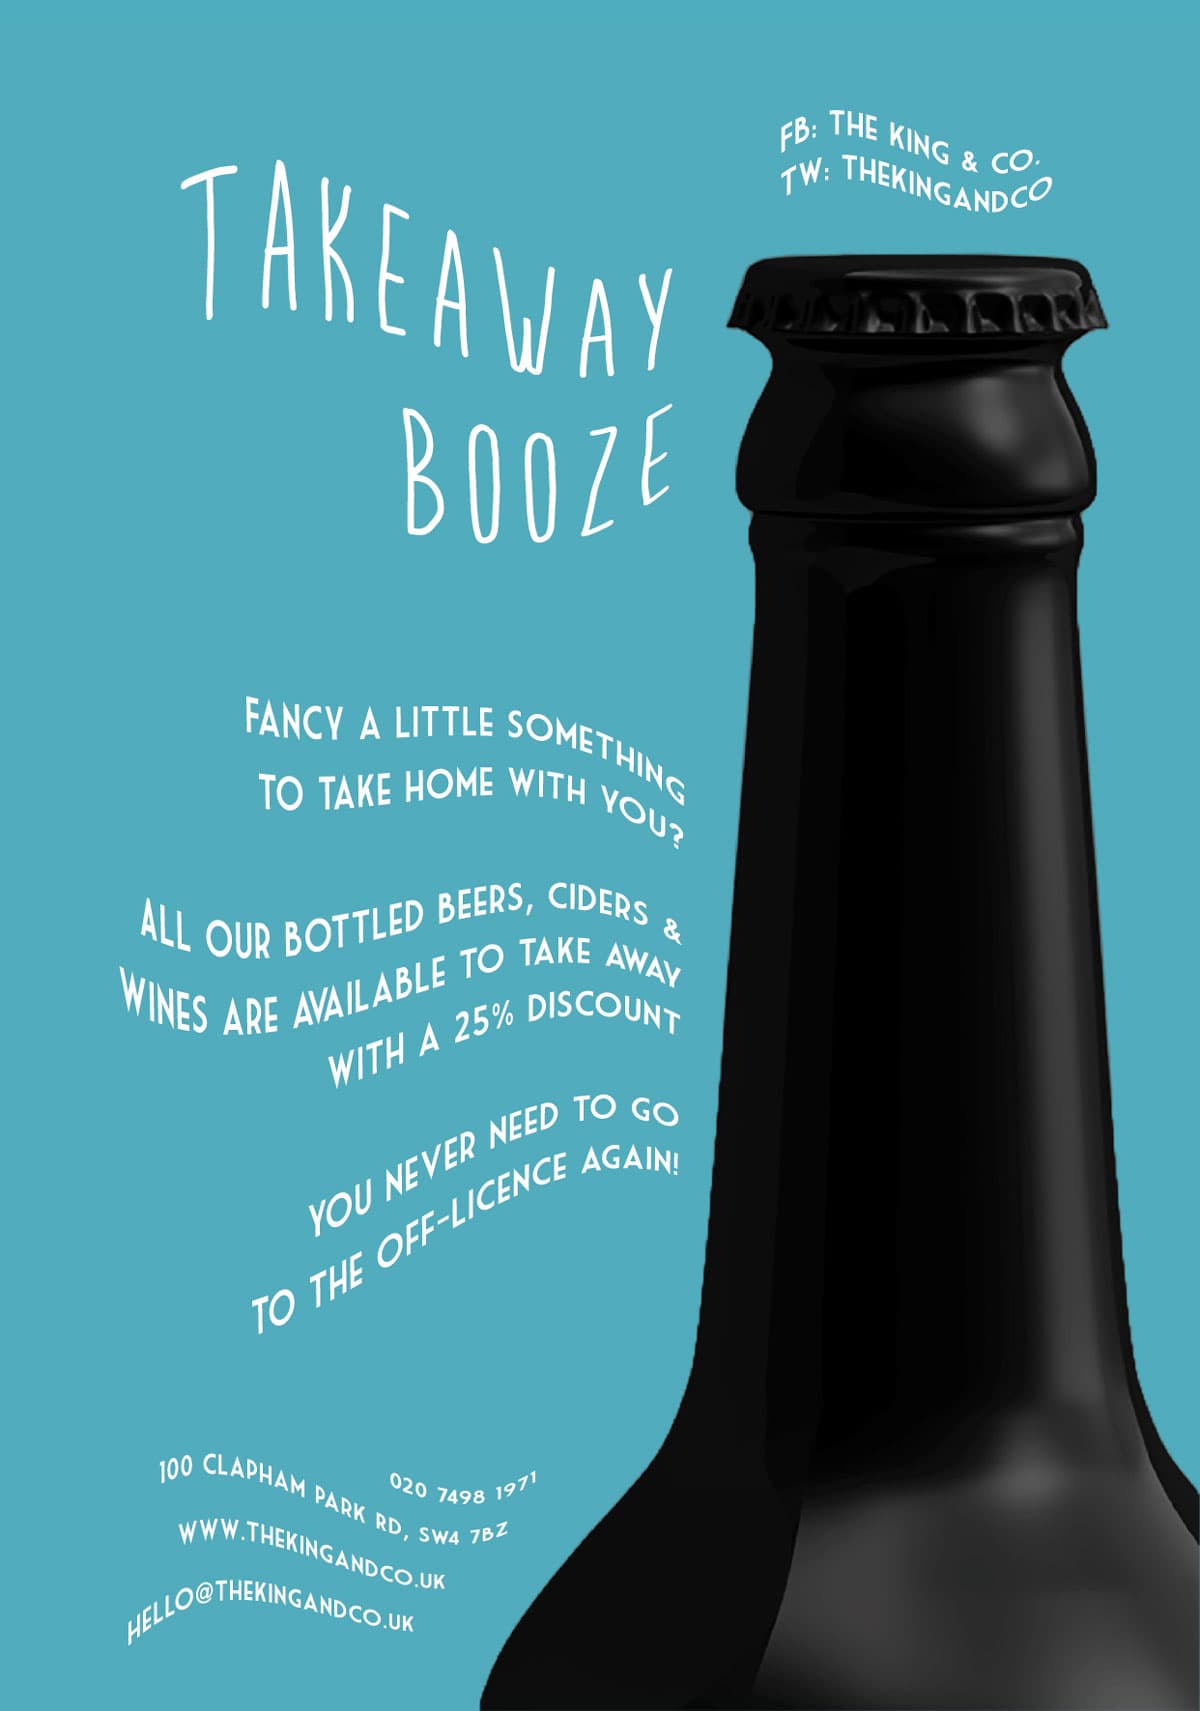 FB: THE KING & CO.
TW: THEKINGANDCO
TAKEAWAY
BOOZE
FANCY A LITTLE SOMETHING
TO TAKE HOME WITH YOU?
ALL OUR BOTTLED BEERS, CIDERS &
WINES ARE AVAILABLE TO TAKE AWAY
WITH A 25% DISCOUNT
YOU NEVER NEED TO GO
TO THE OFF-LICENCE AGAIN!
020 7498 1971
100 CLAPHAM PARK RD, SW4 7BZ
WWW.THEKINGANDCO.UK
HELLO@THEKINGANDCO.UK